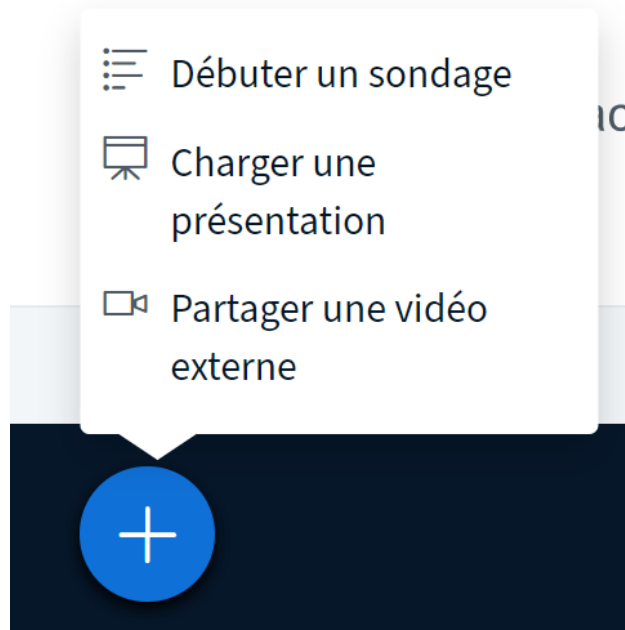 Débuter un sondage
Charger une
présentation
Partager une vidéo
externe